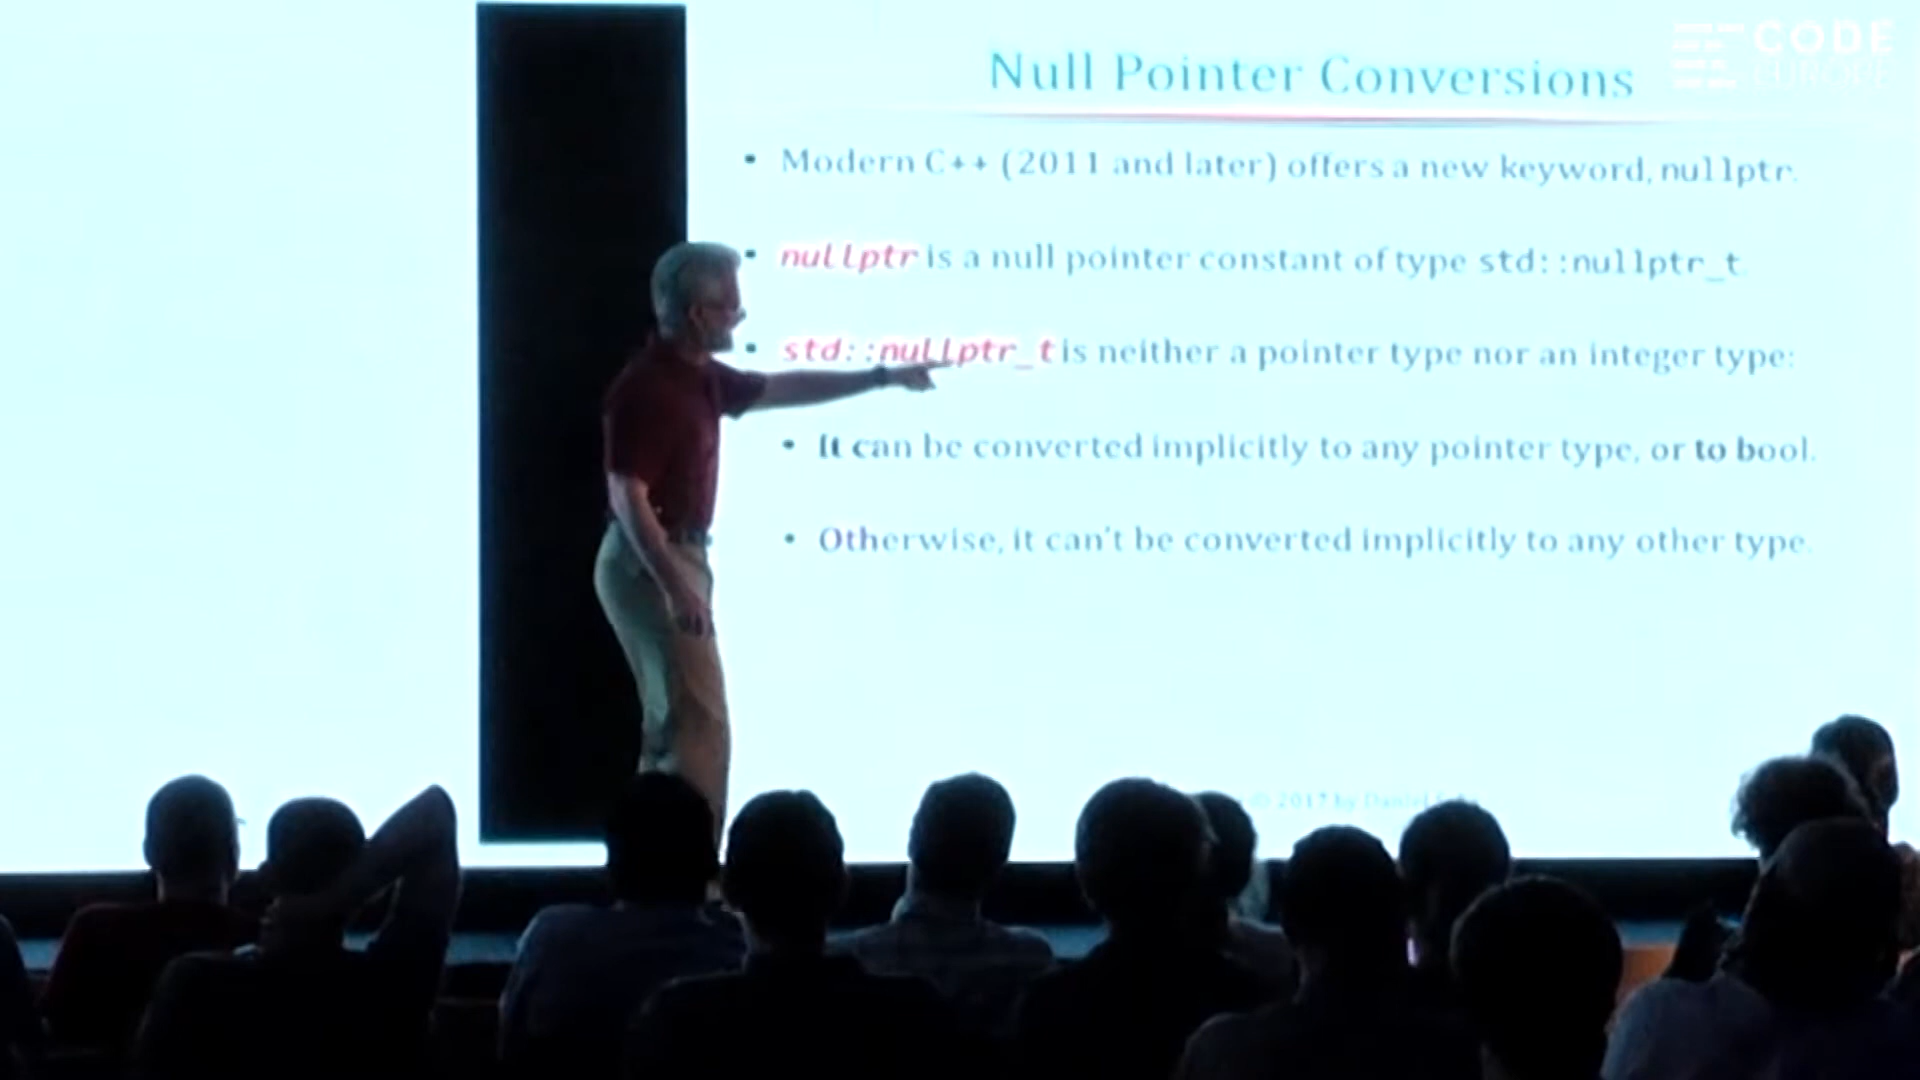 CODE
EUROPE
Null Pointer Conversions
• Modern C++ (2011 and later) offers a new keyword, nullptr.
• nullptr is a null pointer constant of type std::nullptr_t
• std::nullptr_t is neither a pointer type nor an integer type:
• It can be converted implicitly to any pointer type, or to bool.
• Otherwise, it can't be converted implicitly to any other type.
© 2017 by Daniel